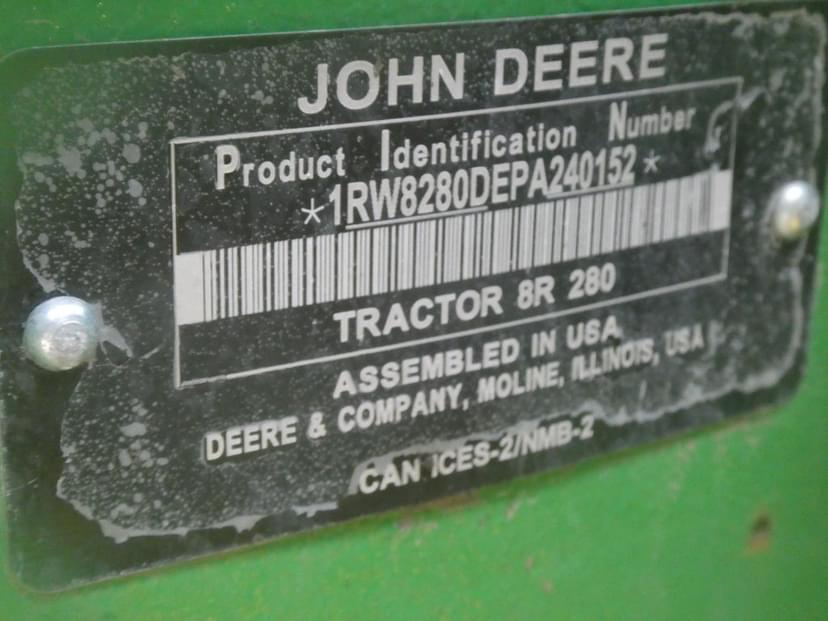 JOHN DEERE
Product Identification Number
*1RW8280DEPA240152*
TRACTOR 8R 280
ASSEMBLED IN USA
DEERE & COMPANY, MOLINE, ILLINOIS, USA
CAN ICES-2/NMB-2